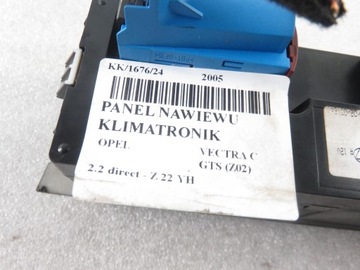 KK/1676/24 2005
PANEL NAWIEWU
KLIMATRONIK
OPEL VECTRA C
GTS (Z02)
2.2 direct - Z 22 YH